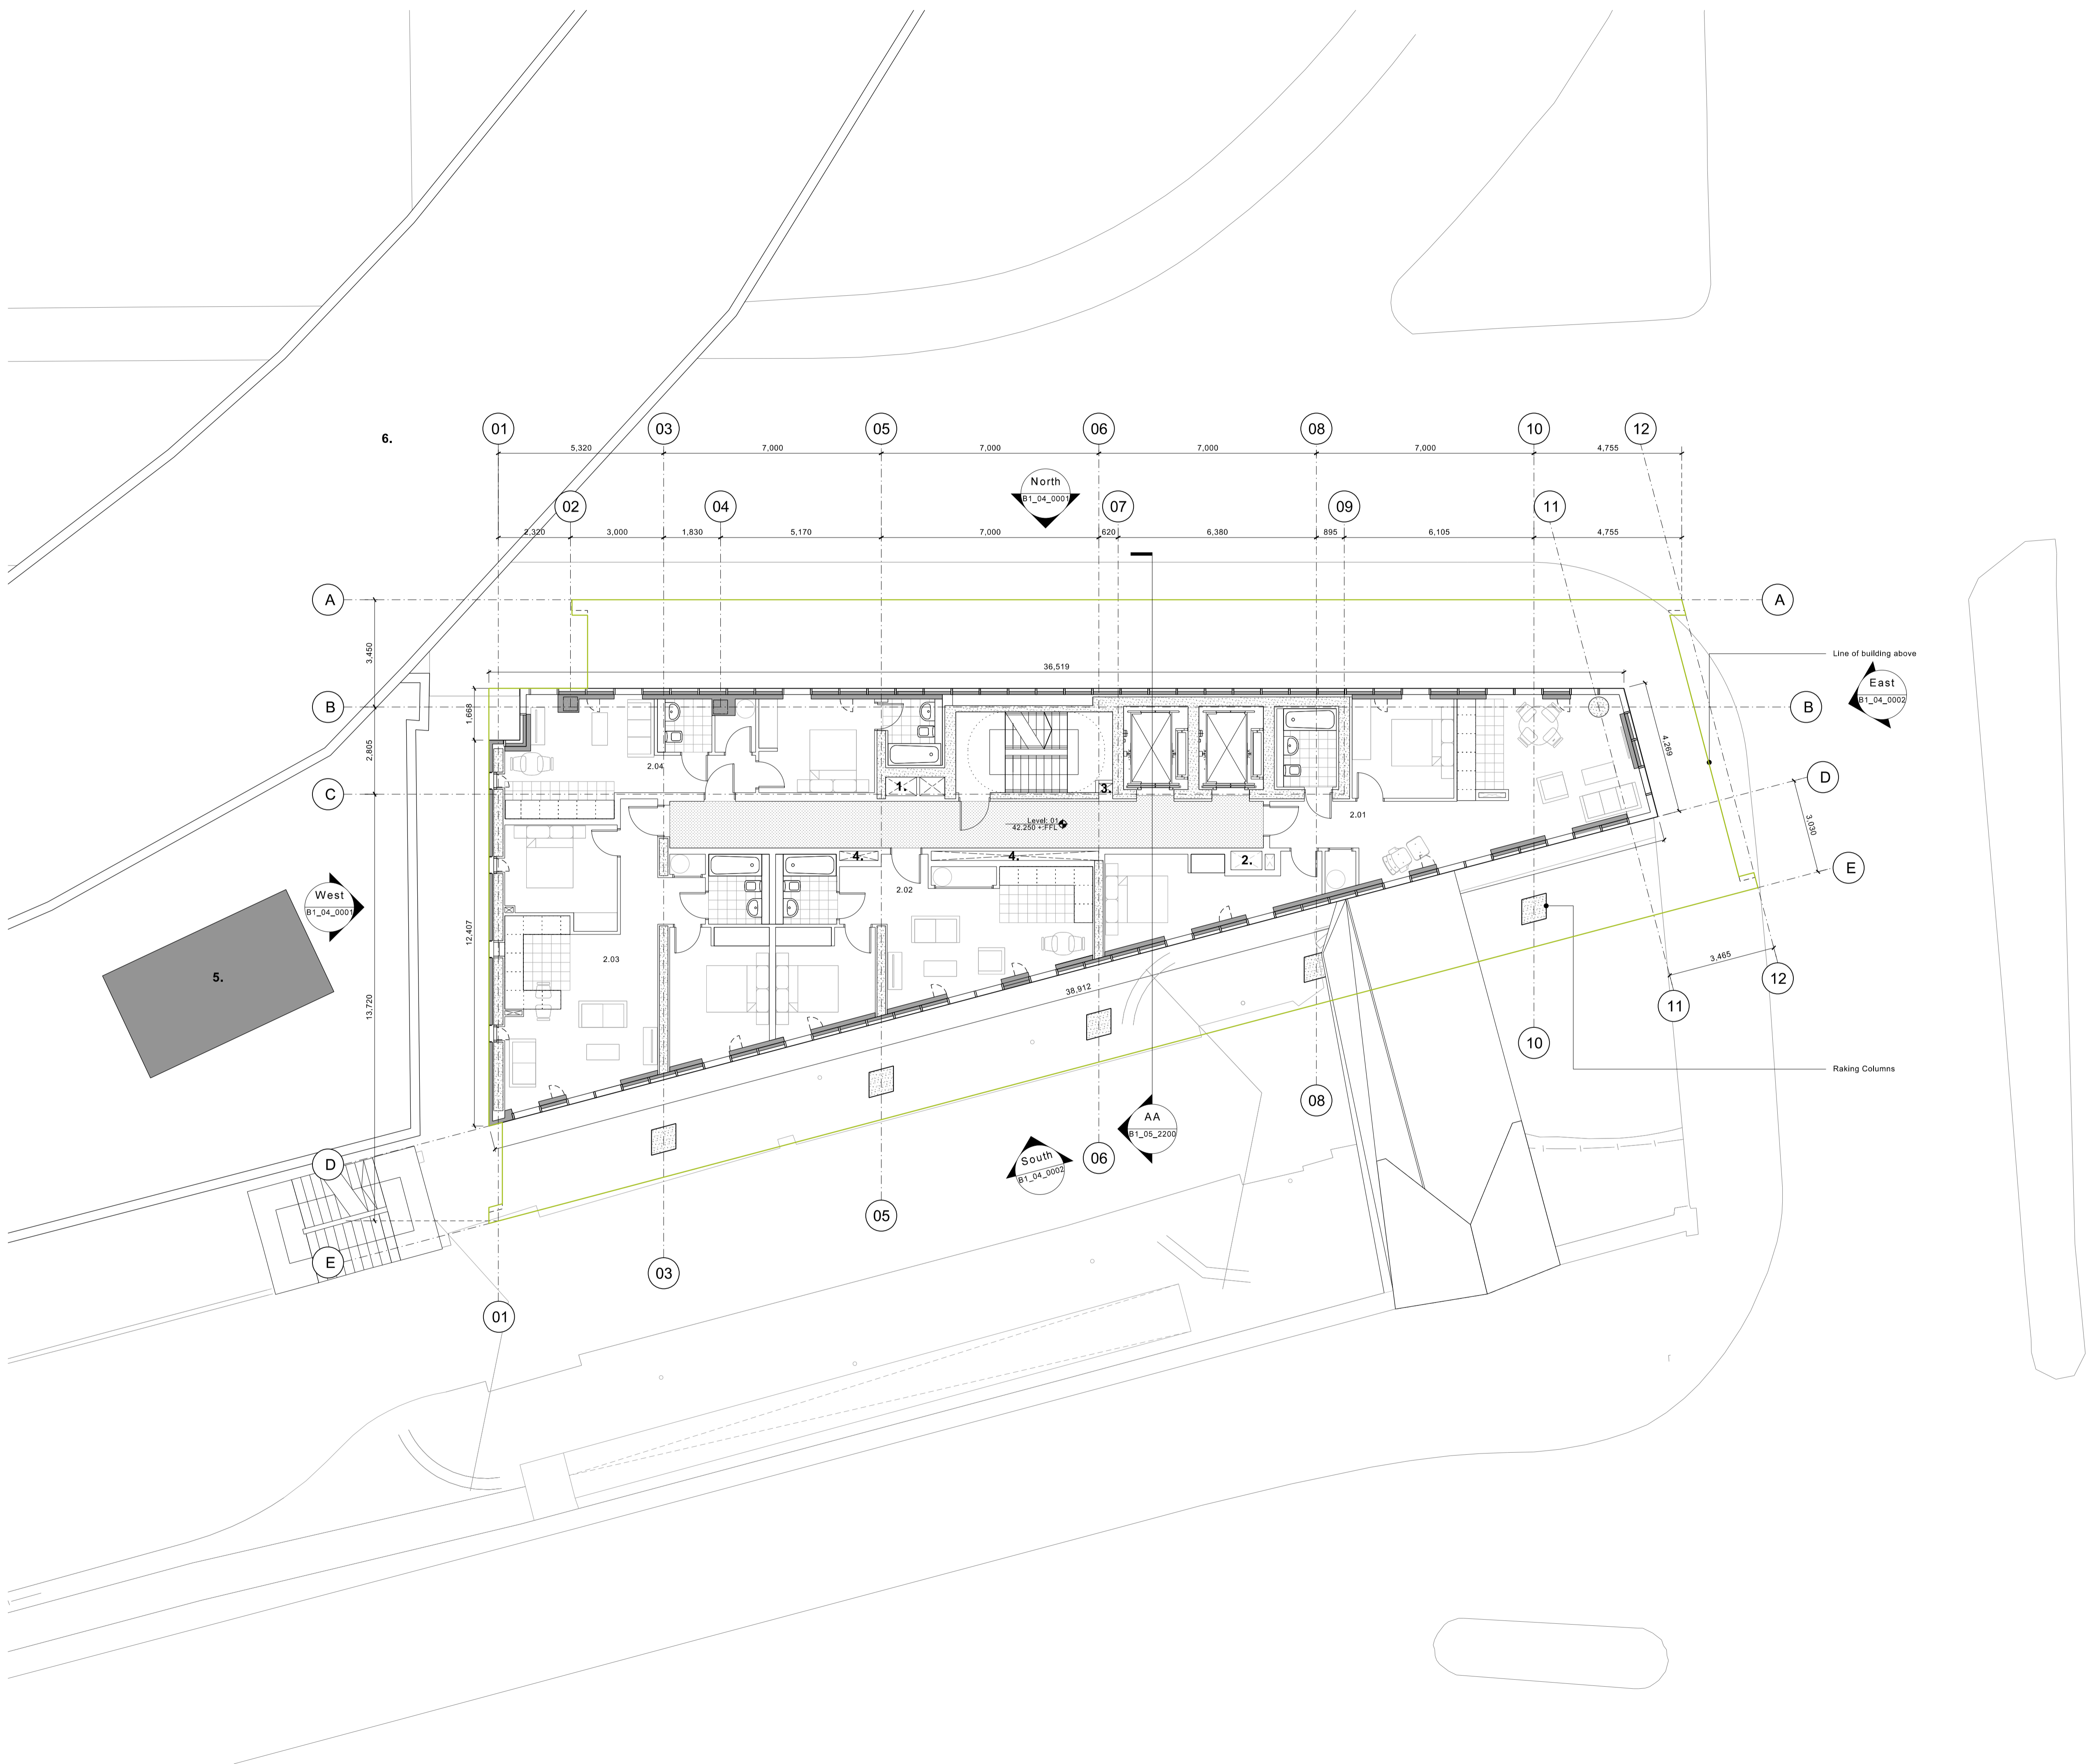 6.
01
03
05
06
08
10
12
5,320
7,000
7,000
7,000
7,000
4,755
North
B1_04_0001
02
04
07
09
11
2,320
3,000
1,830
5,170
7,000
620
6,380
895
6,105
4,755
A
A
3,450
Line of building above
36,519
East
B1_04_0002
B
B
1,668
2,805
4,269
2.04
D
C
1.
3.
2.01
Level: 01
42.250 +:FFL
3,030
4.
4.
2.
E
2.02
West
B1_04_0001
12,407
2.03
3,465
5.
12
38,912
11
13,720
10
Raking Columns
08
AA
B1_05_2200
South
B1_04_0002
06
D
05
E
03
01